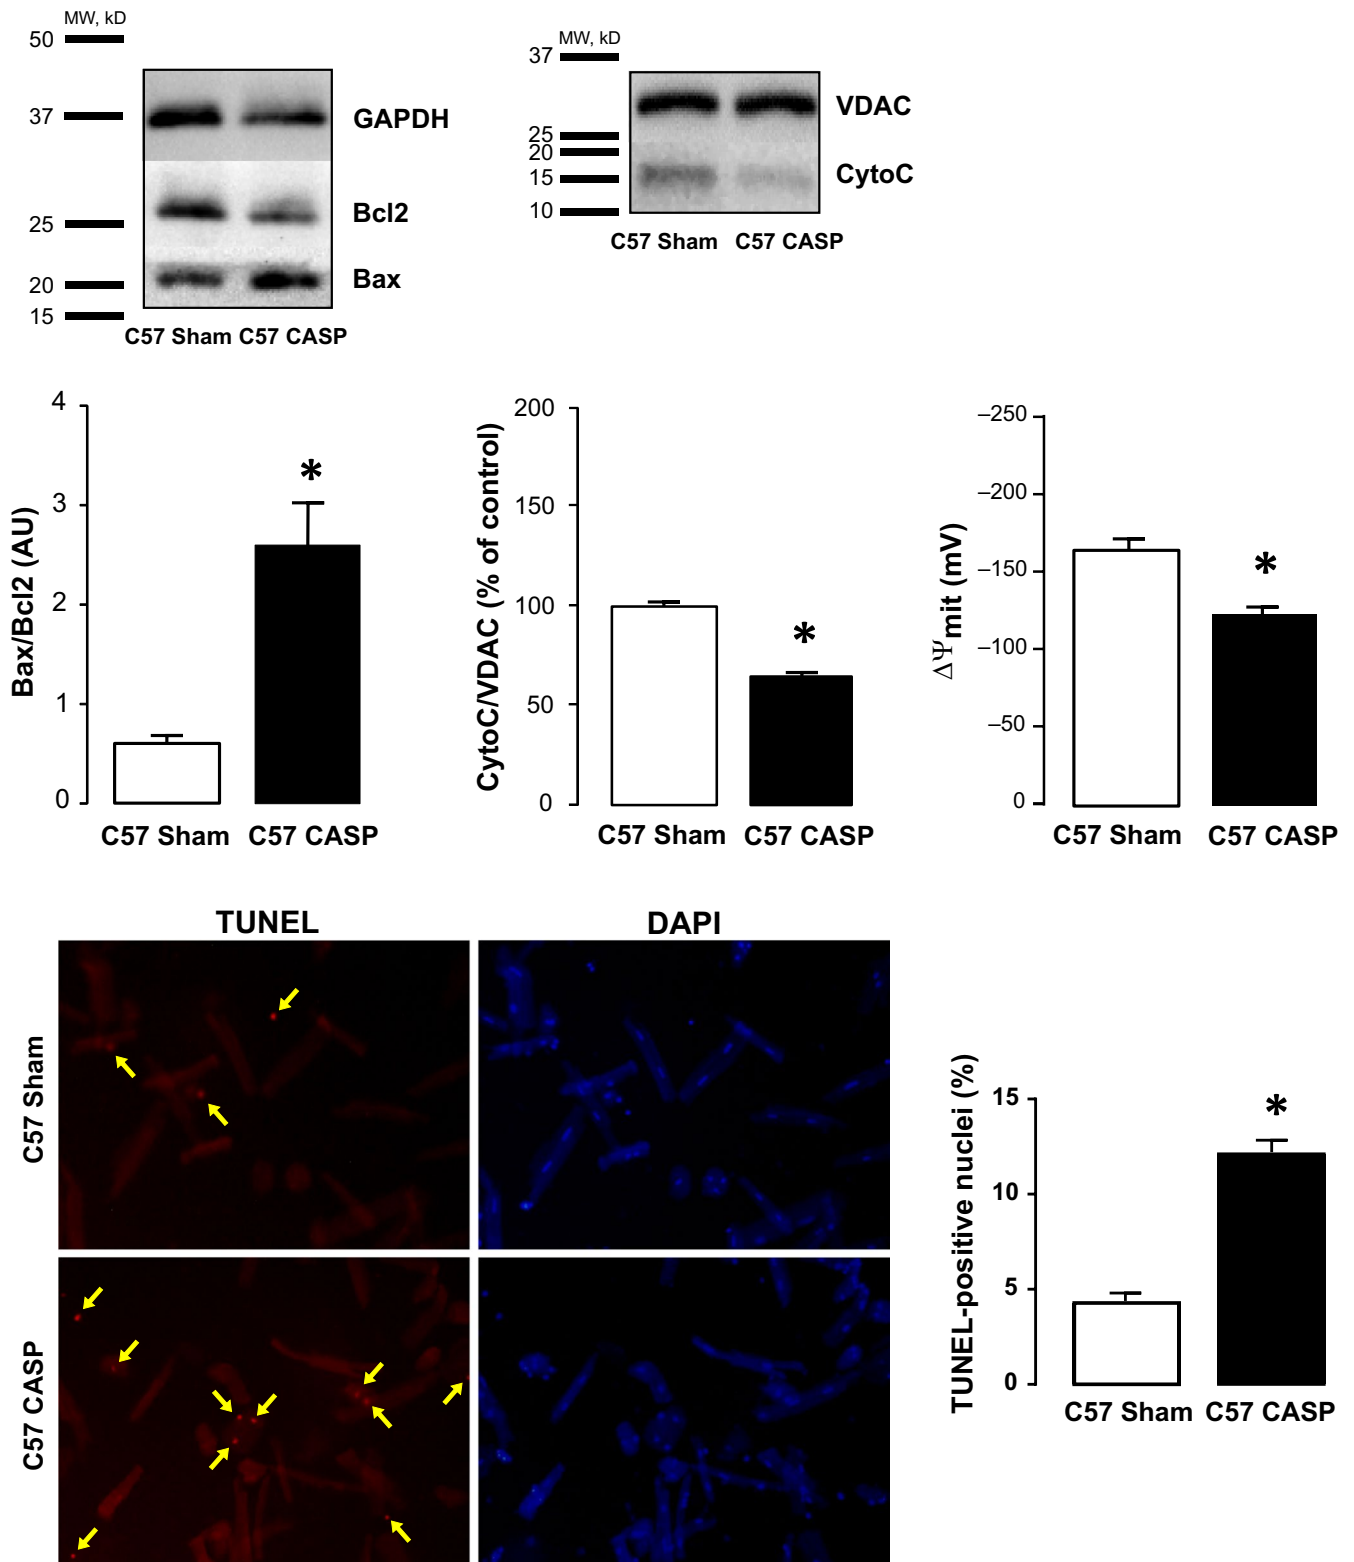 MW, kD
50
37
25
20
15
GAPDH
Bcl2
Bax
C57 Sham C57 CASP
MW, kD
37
25
20
15
10
VDAC
CytoC
C57 Sham C57 CASP
Bax/Bcl2 (AU)
4
3
2
1
0
*
C57 Sham C57 CASP
CytoC/VDAC (% of control)
200
150
100
50
0
*
C57 Sham C57 CASP
ΔΨmit (mV)
–250
–200
–150
–100
–50
0
*
C57 Sham C57 CASP
TUNEL DAPI
C57 Sham
C57 CASP
TUNEL-positive nuclei (%)
15
10
5
0
*
C57 Sham C57 CASP